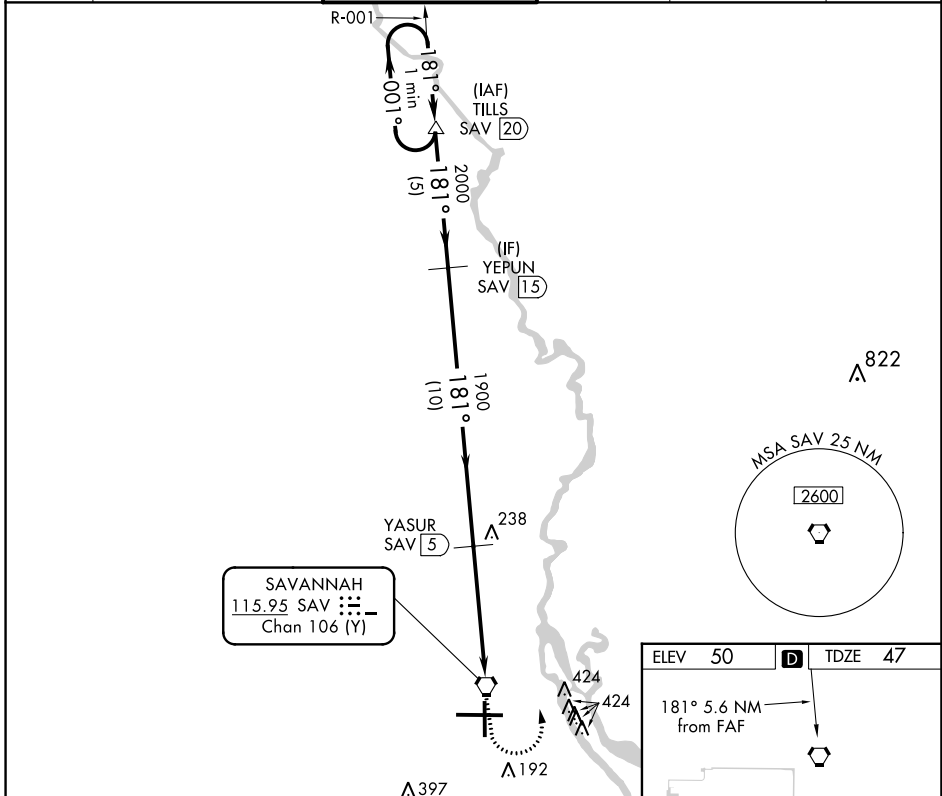 R-001
181°
1 min
001°
(IAF)
TILLS
SAV 20
2000
181°
(5)
(IF)
YEPUN
SAV 15
822
1900
181°
(10)
MSA SAV 25 NM
2600
YASUR
SAV 5
238
SAVANNAH
115.95 SAV
Chan 106 (Y)
ELEV 50 D TDZE 47
424
424
181° 5.6 NM
from FAF
192
397